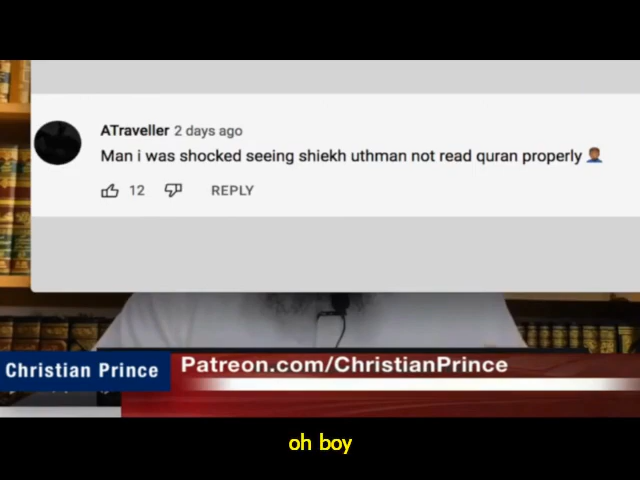 ATraveller 2 days ago
Man i was shocked seeing shiekh uthman not read quran properly 🤦🏾‍♂️
12 REPLY
Christian Prince
Patreon.com/ChristianPrince
oh boy